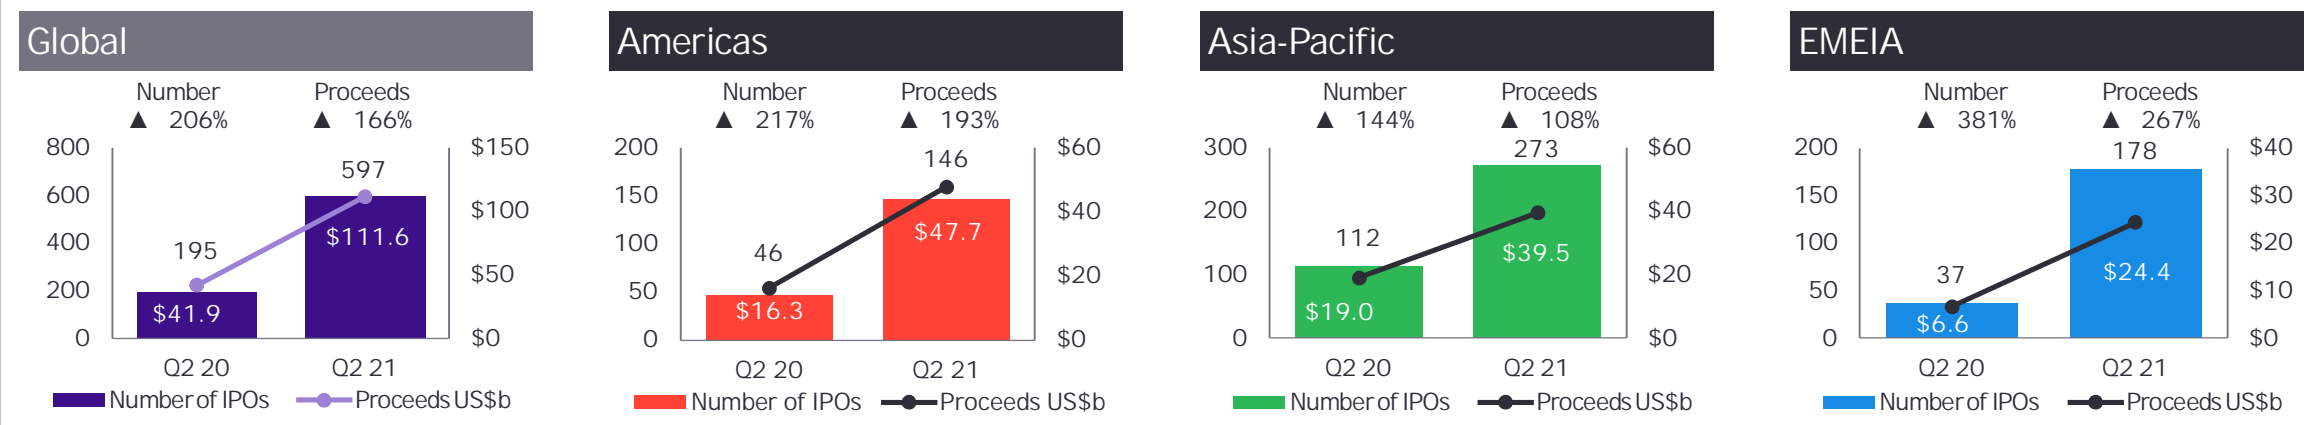 Global
Number Proceeds
▲ 206% ▲ 166%
800 $150
600 $100
400 $50
200 $0
0
597
195
$111.6
$41.9
Q2 20 Q2 21
Number of IPOs Proceeds US$b
Americas
Number Proceeds
▲ 217% ▲ 193%
200 $60
150 $40
100 $20
50 $0
0
146
46
$47.7
$16.3
Q2 20 Q2 21
Number of IPOs Proceeds US$b
Asia-Pacific
Number Proceeds
▲ 144% ▲ 108%
300 $60
200 $40
100 $20
0 $0
273
112
$39.5
$19.0
Q2 20 Q2 21
Number of IPOs Proceeds US$b
EMEIA
Number Proceeds
▲ 381% ▲ 267%
200 $40
150 $30
100 $20
50 $10
0 $0
178
37
$24.4
$6.6
Q2 20 Q2 21
Number of IPOs Proceeds US$b